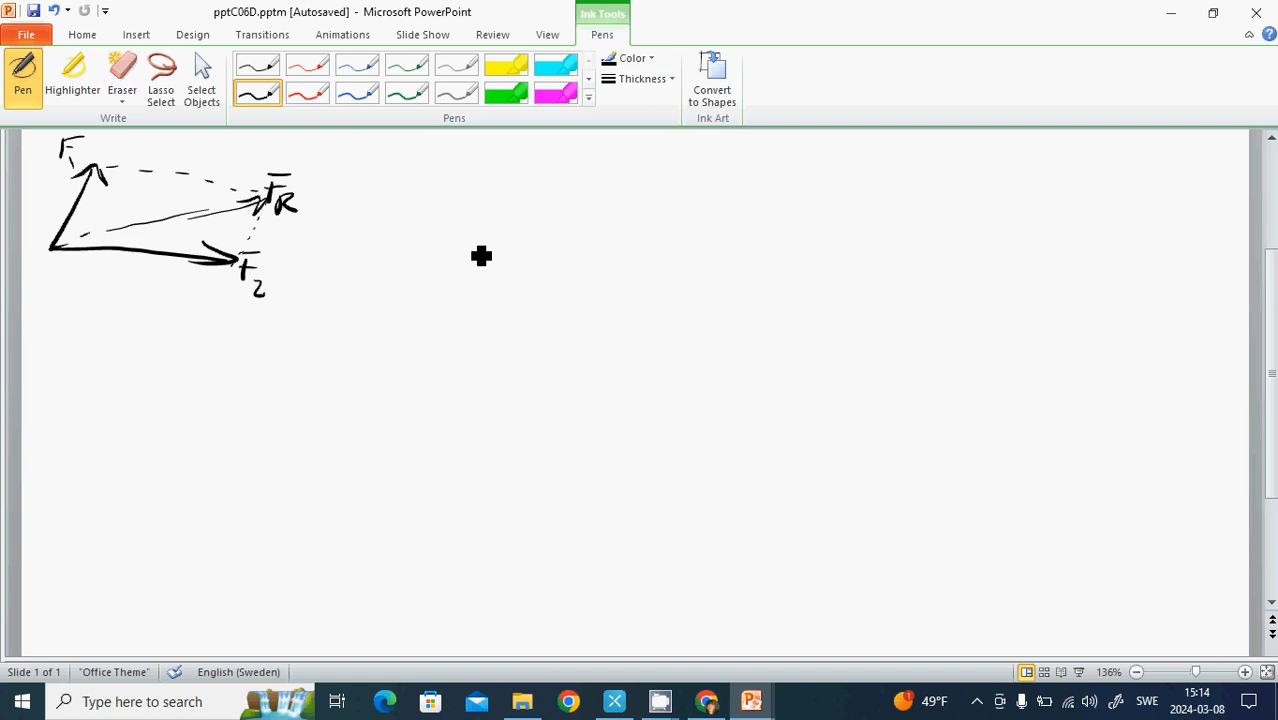 pptC06D.pptm [Autosaved] - Microsoft PowerPoint
Ink Tools
File Home Insert Design Transitions Animations Slide Show Review View Pens
Pen Highlighter Eraser Lasso Select Select Objects
Color
Thickness
Convert to Shapes
Write Pens Ink Art
F1
FR
F2
Slide 1 of 1 "Office Theme" English (Sweden) 136%
Type here to search
49°F SWE 15:14
2024-03-08